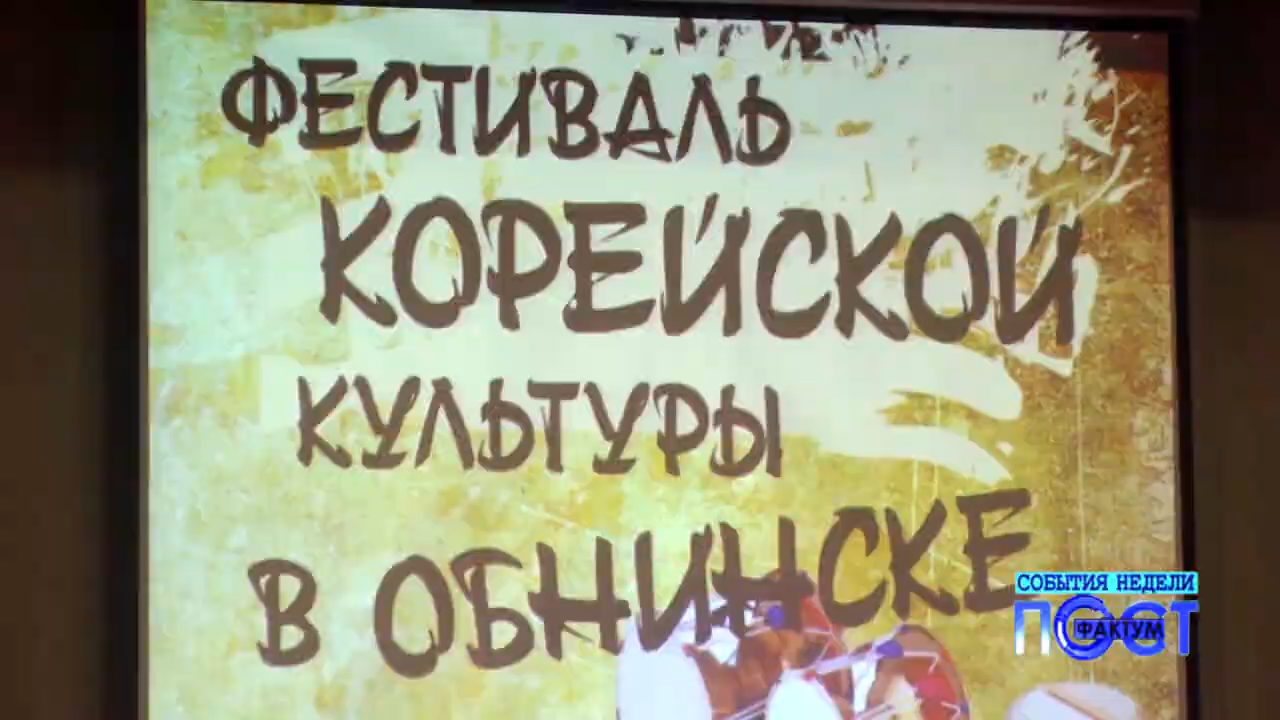 ФЕСТИВАЛЬ
КОРЕЙСКОЙ
КУЛЬТУРЫ
В ОБНИНСКЕ
СОБЫТИЯ НЕДЕЛИ
ПОСТ
ФАКТУМ